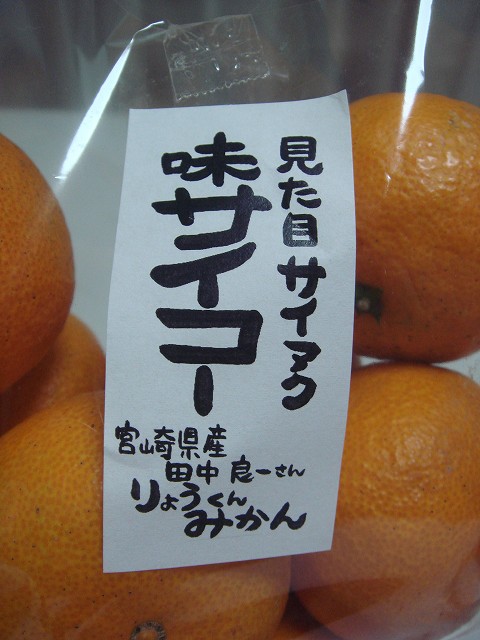 見た目サイアク
味サイコー
宮崎県産
田中良一さん
りょうくん
みかん